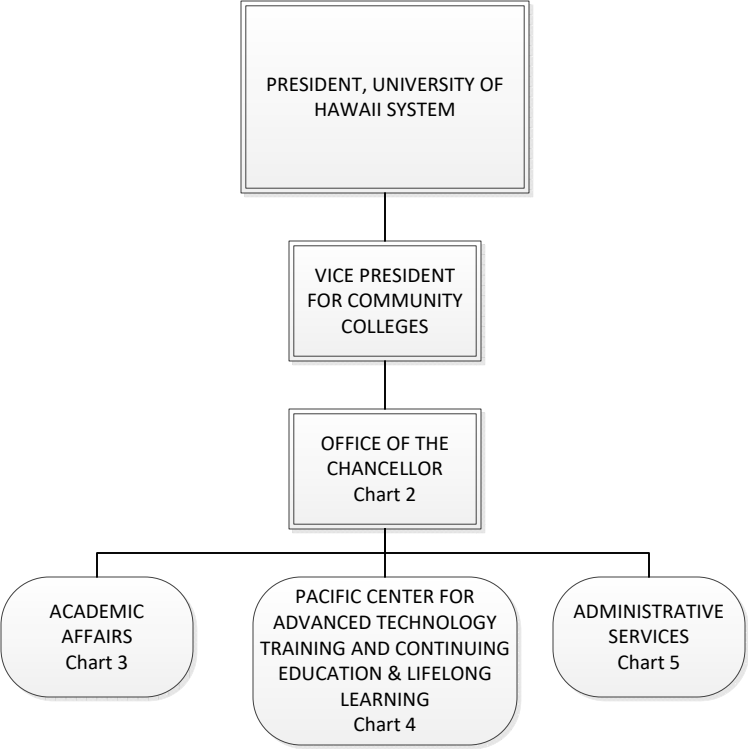 PRESIDENT, UNIVERSITY OF
HAWAII SYSTEM
VICE PRESIDENT
FOR COMMUNITY
COLLEGES
OFFICE OF THE
CHANCELLOR
Chart 2
ACADEMIC
AFFAIRS
Chart 3
PACIFIC CENTER FOR
ADVANCED TECHNOLOGY
TRAINING AND CONTINUING
EDUCATION & LIFELONG
LEARNING
Chart 4
ADMINISTRATIVE
SERVICES
Chart 5